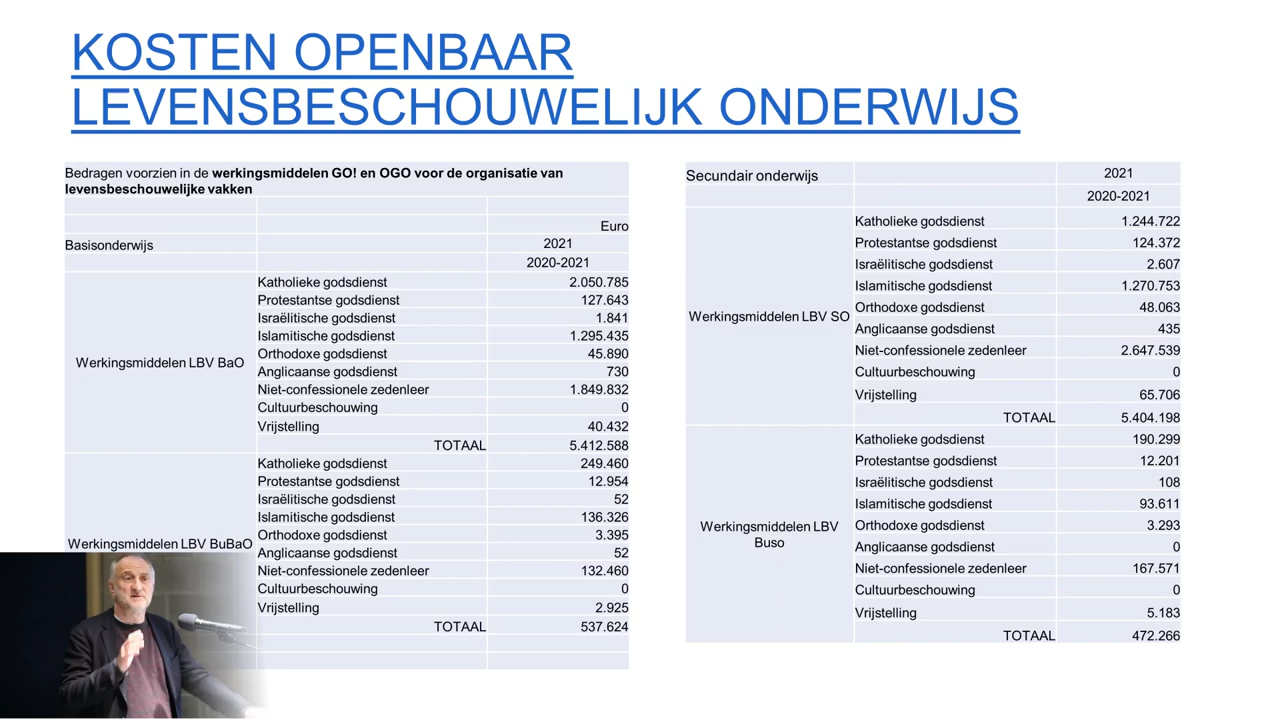 KOSTEN OPENBAAR
LEVENSBESCHOUWELIJK ONDERWIJS
Bedragen voorzien in de werkingsmiddelen GO! en OGO voor de organisatie van
levensbeschouwelijke vakken
Euro
Basisonderwijs 2021
2020-2021
Werkingsmiddelen LBV BaO
Katholieke godsdienst 2.050.785
Protestantse godsdienst 127.643
Israëlitische godsdienst 1.841
Islamitische godsdienst 1.295.435
Orthodoxe godsdienst 45.890
Anglicaanse godsdienst 730
Niet-confessionele zedenleer 1.849.832
Cultuurbeschouwing 0
Vrijstelling 40.432
TOTAAL 5.412.588
Werkingsmiddelen LBV BuBaO
Katholieke godsdienst 249.460
Protestantse godsdienst 12.954
Israëlitische godsdienst 52
Islamitische godsdienst 136.326
Orthodoxe godsdienst 3.395
Anglicaanse godsdienst 52
Niet-confessionele zedenleer 132.460
Cultuurbeschouwing 0
Vrijstelling 2.925
TOTAAL 537.624
Secundair onderwijs 2021
2020-2021
Werkingsmiddelen LBV SO
Katholieke godsdienst 1.244.722
Protestantse godsdienst 124.372
Israëlitische godsdienst 2.607
Islamitische godsdienst 1.270.753
Orthodoxe godsdienst 48.063
Anglicaanse godsdienst 435
Niet-confessionele zedenleer 2.647.539
Cultuurbeschouwing 0
Vrijstelling 65.706
TOTAAL 5.404.198
Werkingsmiddelen LBV
Buso
Katholieke godsdienst 190.299
Protestantse godsdienst 12.201
Israëlitische godsdienst 108
Islamitische godsdienst 93.611
Orthodoxe godsdienst 3.293
Anglicaanse godsdienst 0
Niet-confessionele zedenleer 167.571
Cultuurbeschouwing 0
Vrijstelling 5.183
TOTAAL 472.266